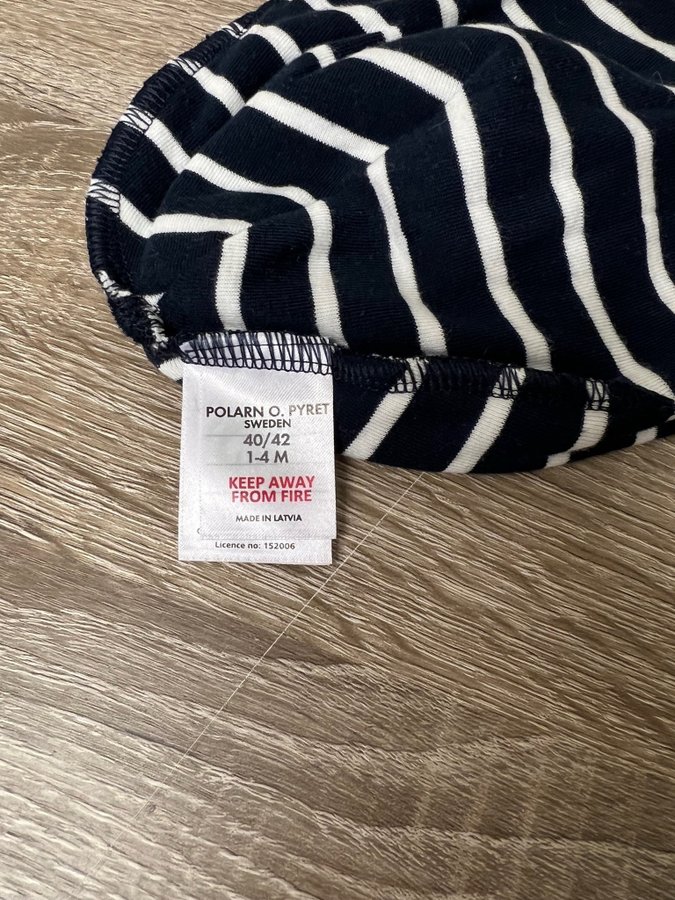 POLARN O. PYRET
SWEDEN
40/42
1-4 M
KEEP AWAY
FROM FIRE
MADE IN LATVIA
Licence no: 152006